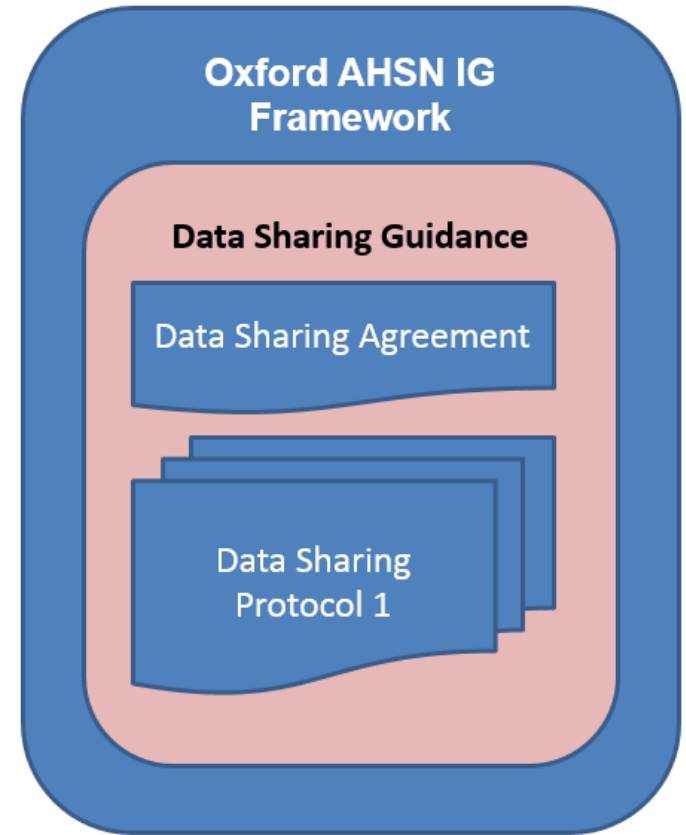 Oxford AHSN IG
Framework
Data Sharing Guidance
Data Sharing Agreement
Data Sharing
Protocol 1